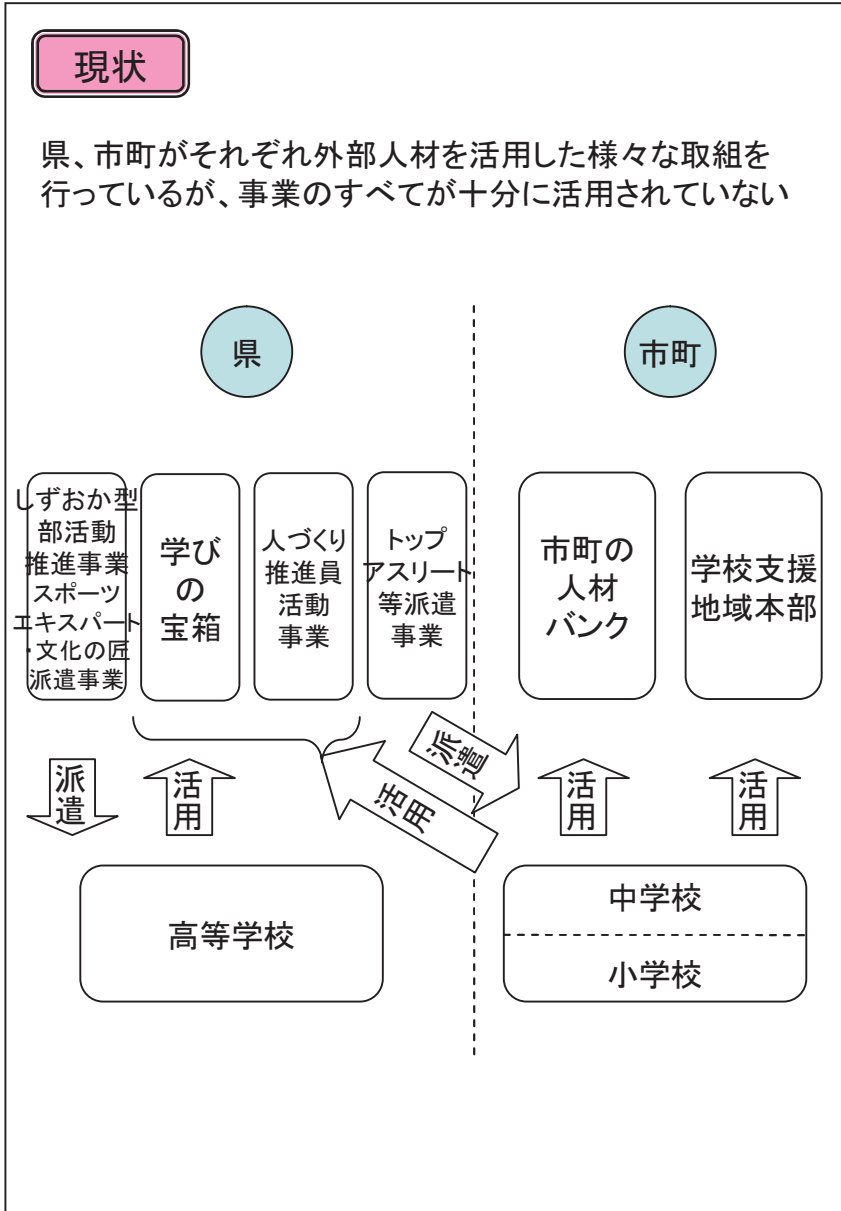 現状
県、市町がそれぞれ外部人材を活用した様々な取組を
行っているが、事業のすべてが十分に活用されていない
県
市町
しずおか型
部活動
推進事業
スポーツ
エキスパート
・文化の匠
派遣事業
学び
の
宝箱
人づくり
推進員
活動
事業
トップ
アスリート
等派遣
事業
市町の
人材
バンク
学校支援
地域本部
派遣
活用
派遣
活用
活用
活用
高等学校
中学校
小学校